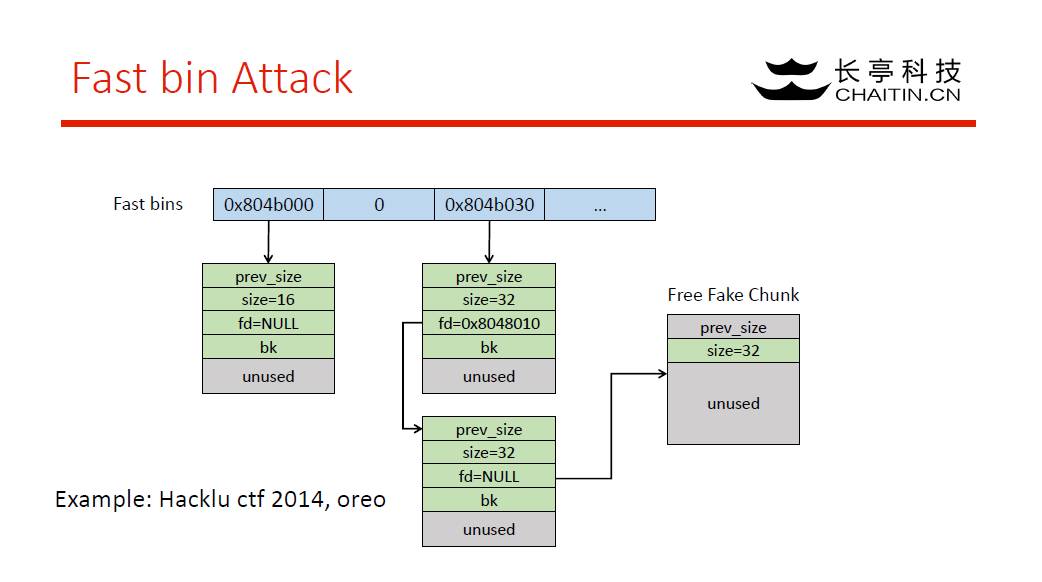 Fast bin Attack
长亭科技
CHAITIN.CN
Fast bins
0x804b000
0
0x804b030
...
prev_size
size=16
fd=NULL
bk
unused
prev_size
size=32
fd=0x8048010
bk
unused
Free Fake Chunk
prev_size
size=32
unused
prev_size
size=32
fd=NULL
bk
unused
Example: Hacklu ctf 2014, oreo